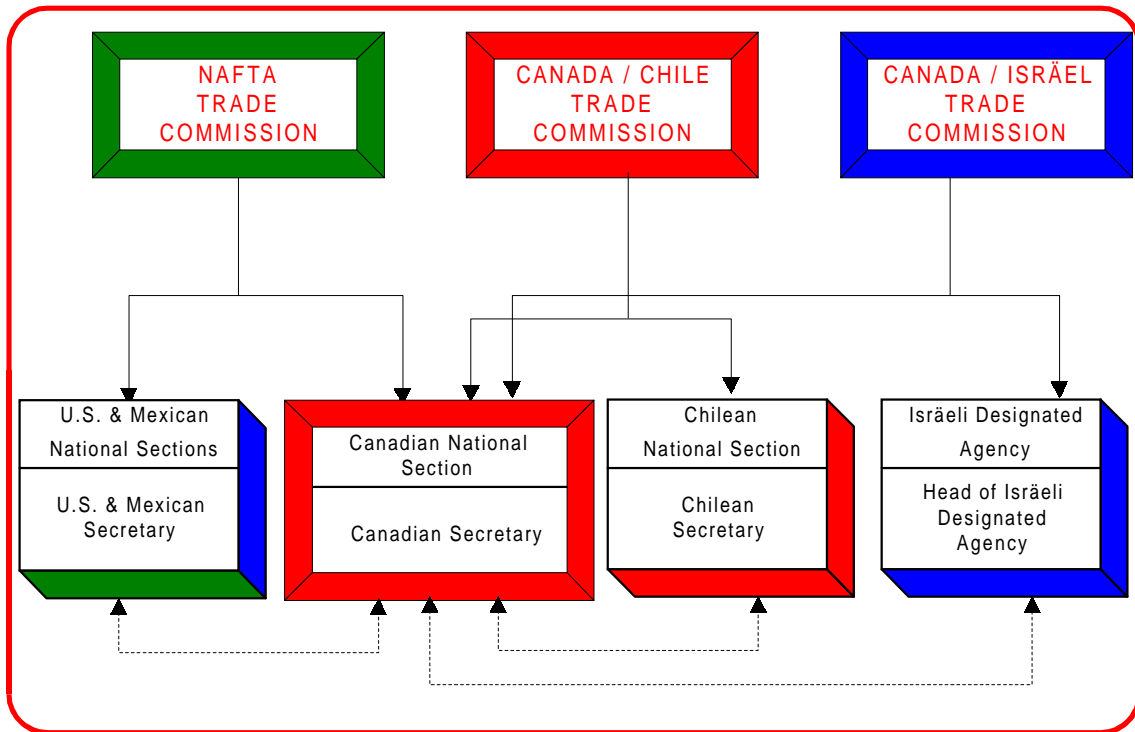 NAFTA
TRADE
COMMISSION
CANADA / CHILE
TRADE
COMMISSION
CANADA / ISRÄEL
TRADE
COMMISSION
U.S. & Mexican
National Sections
U.S. & Mexican
Secretary
Canadian National
Section
Canadian Secretary
Chilean
National Section
Chilean
Secretary
Isräeli Designated
Agency
Head of Isräeli
Designated
Agency